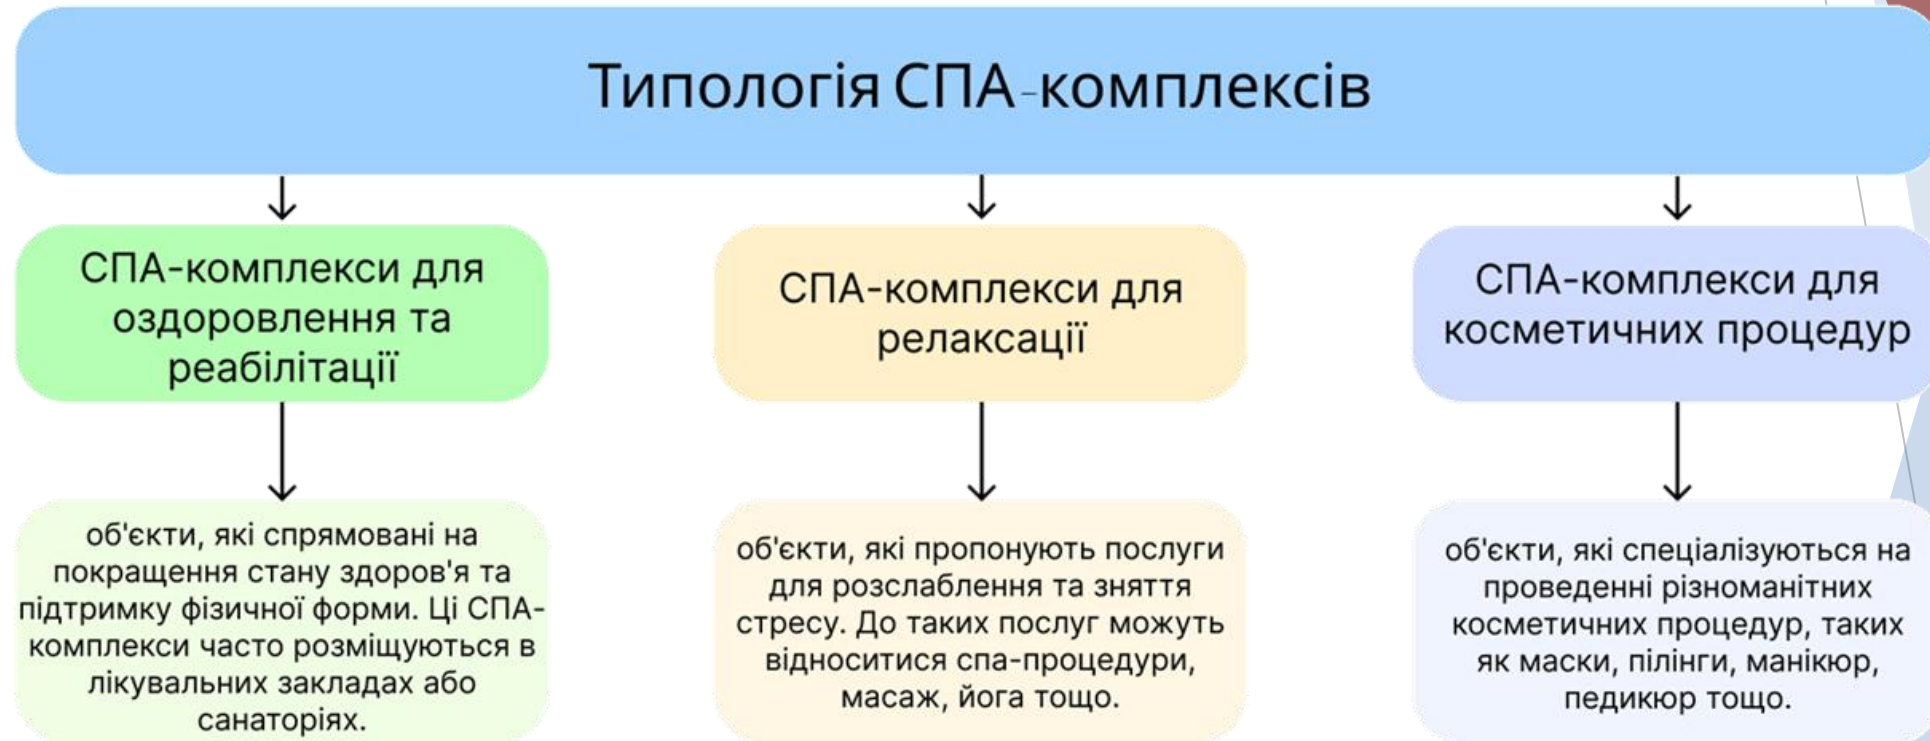 Типологія СПА-комплексів
СПА-комплекси для
оздоровлення та
реабілітації
СПА-комплекси для
релаксації
СПА-комплекси для
косметичних процедур
об'єкти, які спрямовані на
покращення стану здоров'я та
підтримку фізичної форми. Ці СПА-
комплекси часто розміщуються в
лікувальних закладах або
санаторіях.
об'єкти, які пропонують послуги
для розслаблення та зняття
стресу. До таких послуг можуть
відноситися спа-процедури,
масаж, йога тощо.
об'єкти, які спеціалізуються на
проведенні різноманітних
косметичних процедур, таких
як маски, пілінги, манікюр,
педикюр тощо.